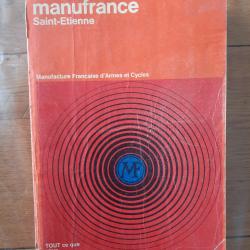 manufrance
Saint-Etienne
Manufacture Française d'Armes et Cycles
MF
TOUT ce que